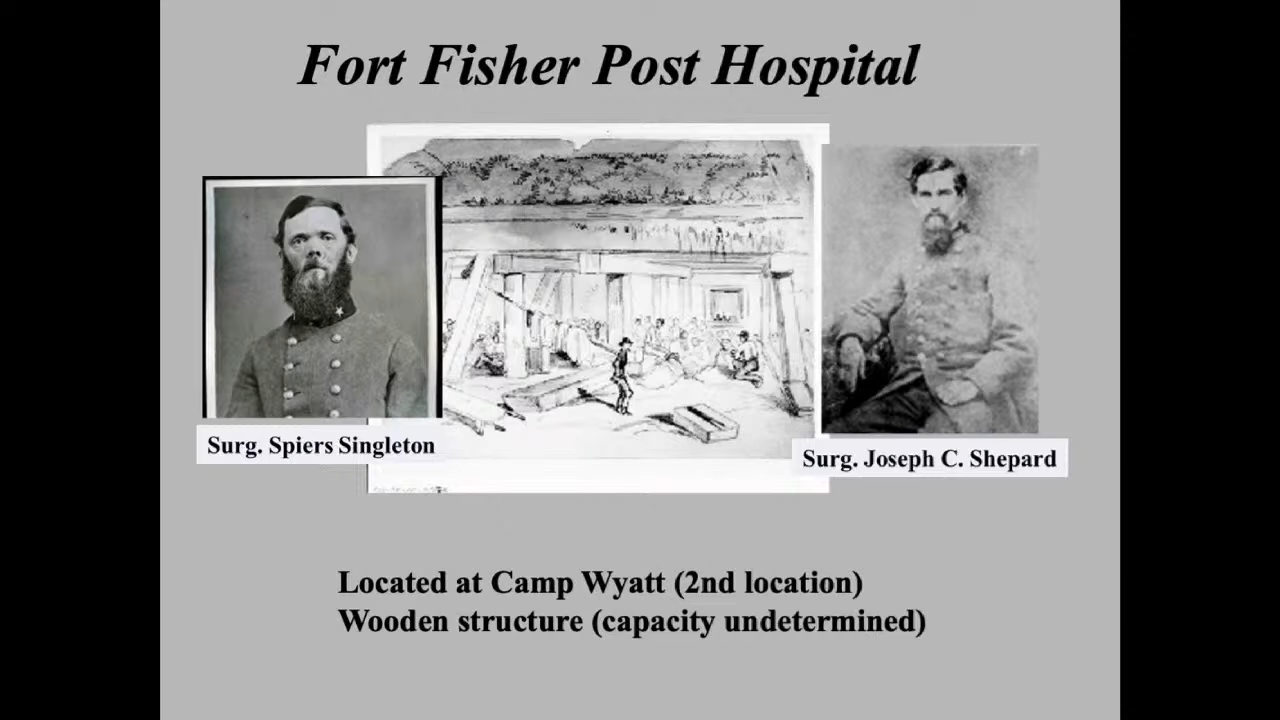 Fort Fisher Post Hospital
Surg. Spiers Singleton
Surg. Joseph C. Shepard
Located at Camp Wyatt (2nd location)
Wooden structure (capacity undetermined)